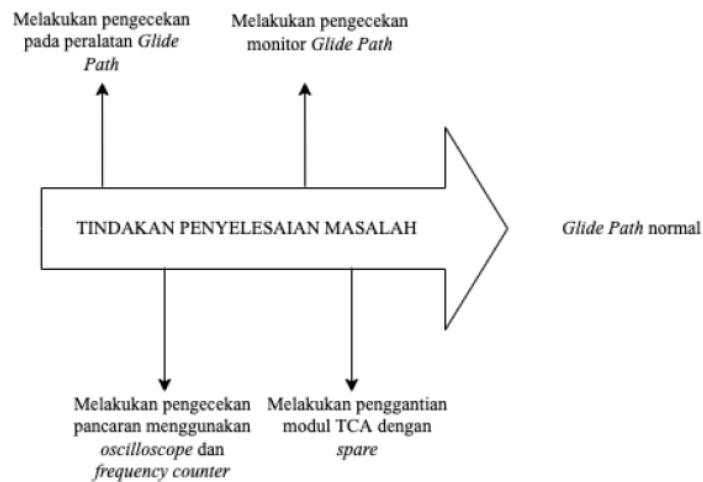 Melakukan pengecekan
pada peralatan Glide
Path
Melakukan pengecekan
monitor Glide Path
TINDAKAN PENYELESAIAN MASALAH
Glide Path normal
Melakukan pengecekan
pancaran menggunakan
oscilloscope dan
frequency counter
Melakukan penggantian
modul TCA dengan
spare